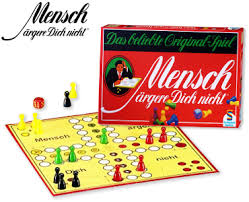 Mensch
ärgere Dich nicht
Das beliebte Original-Spiel
Mensch
ärgere Dich nicht
Mensch
ärgere
nicht